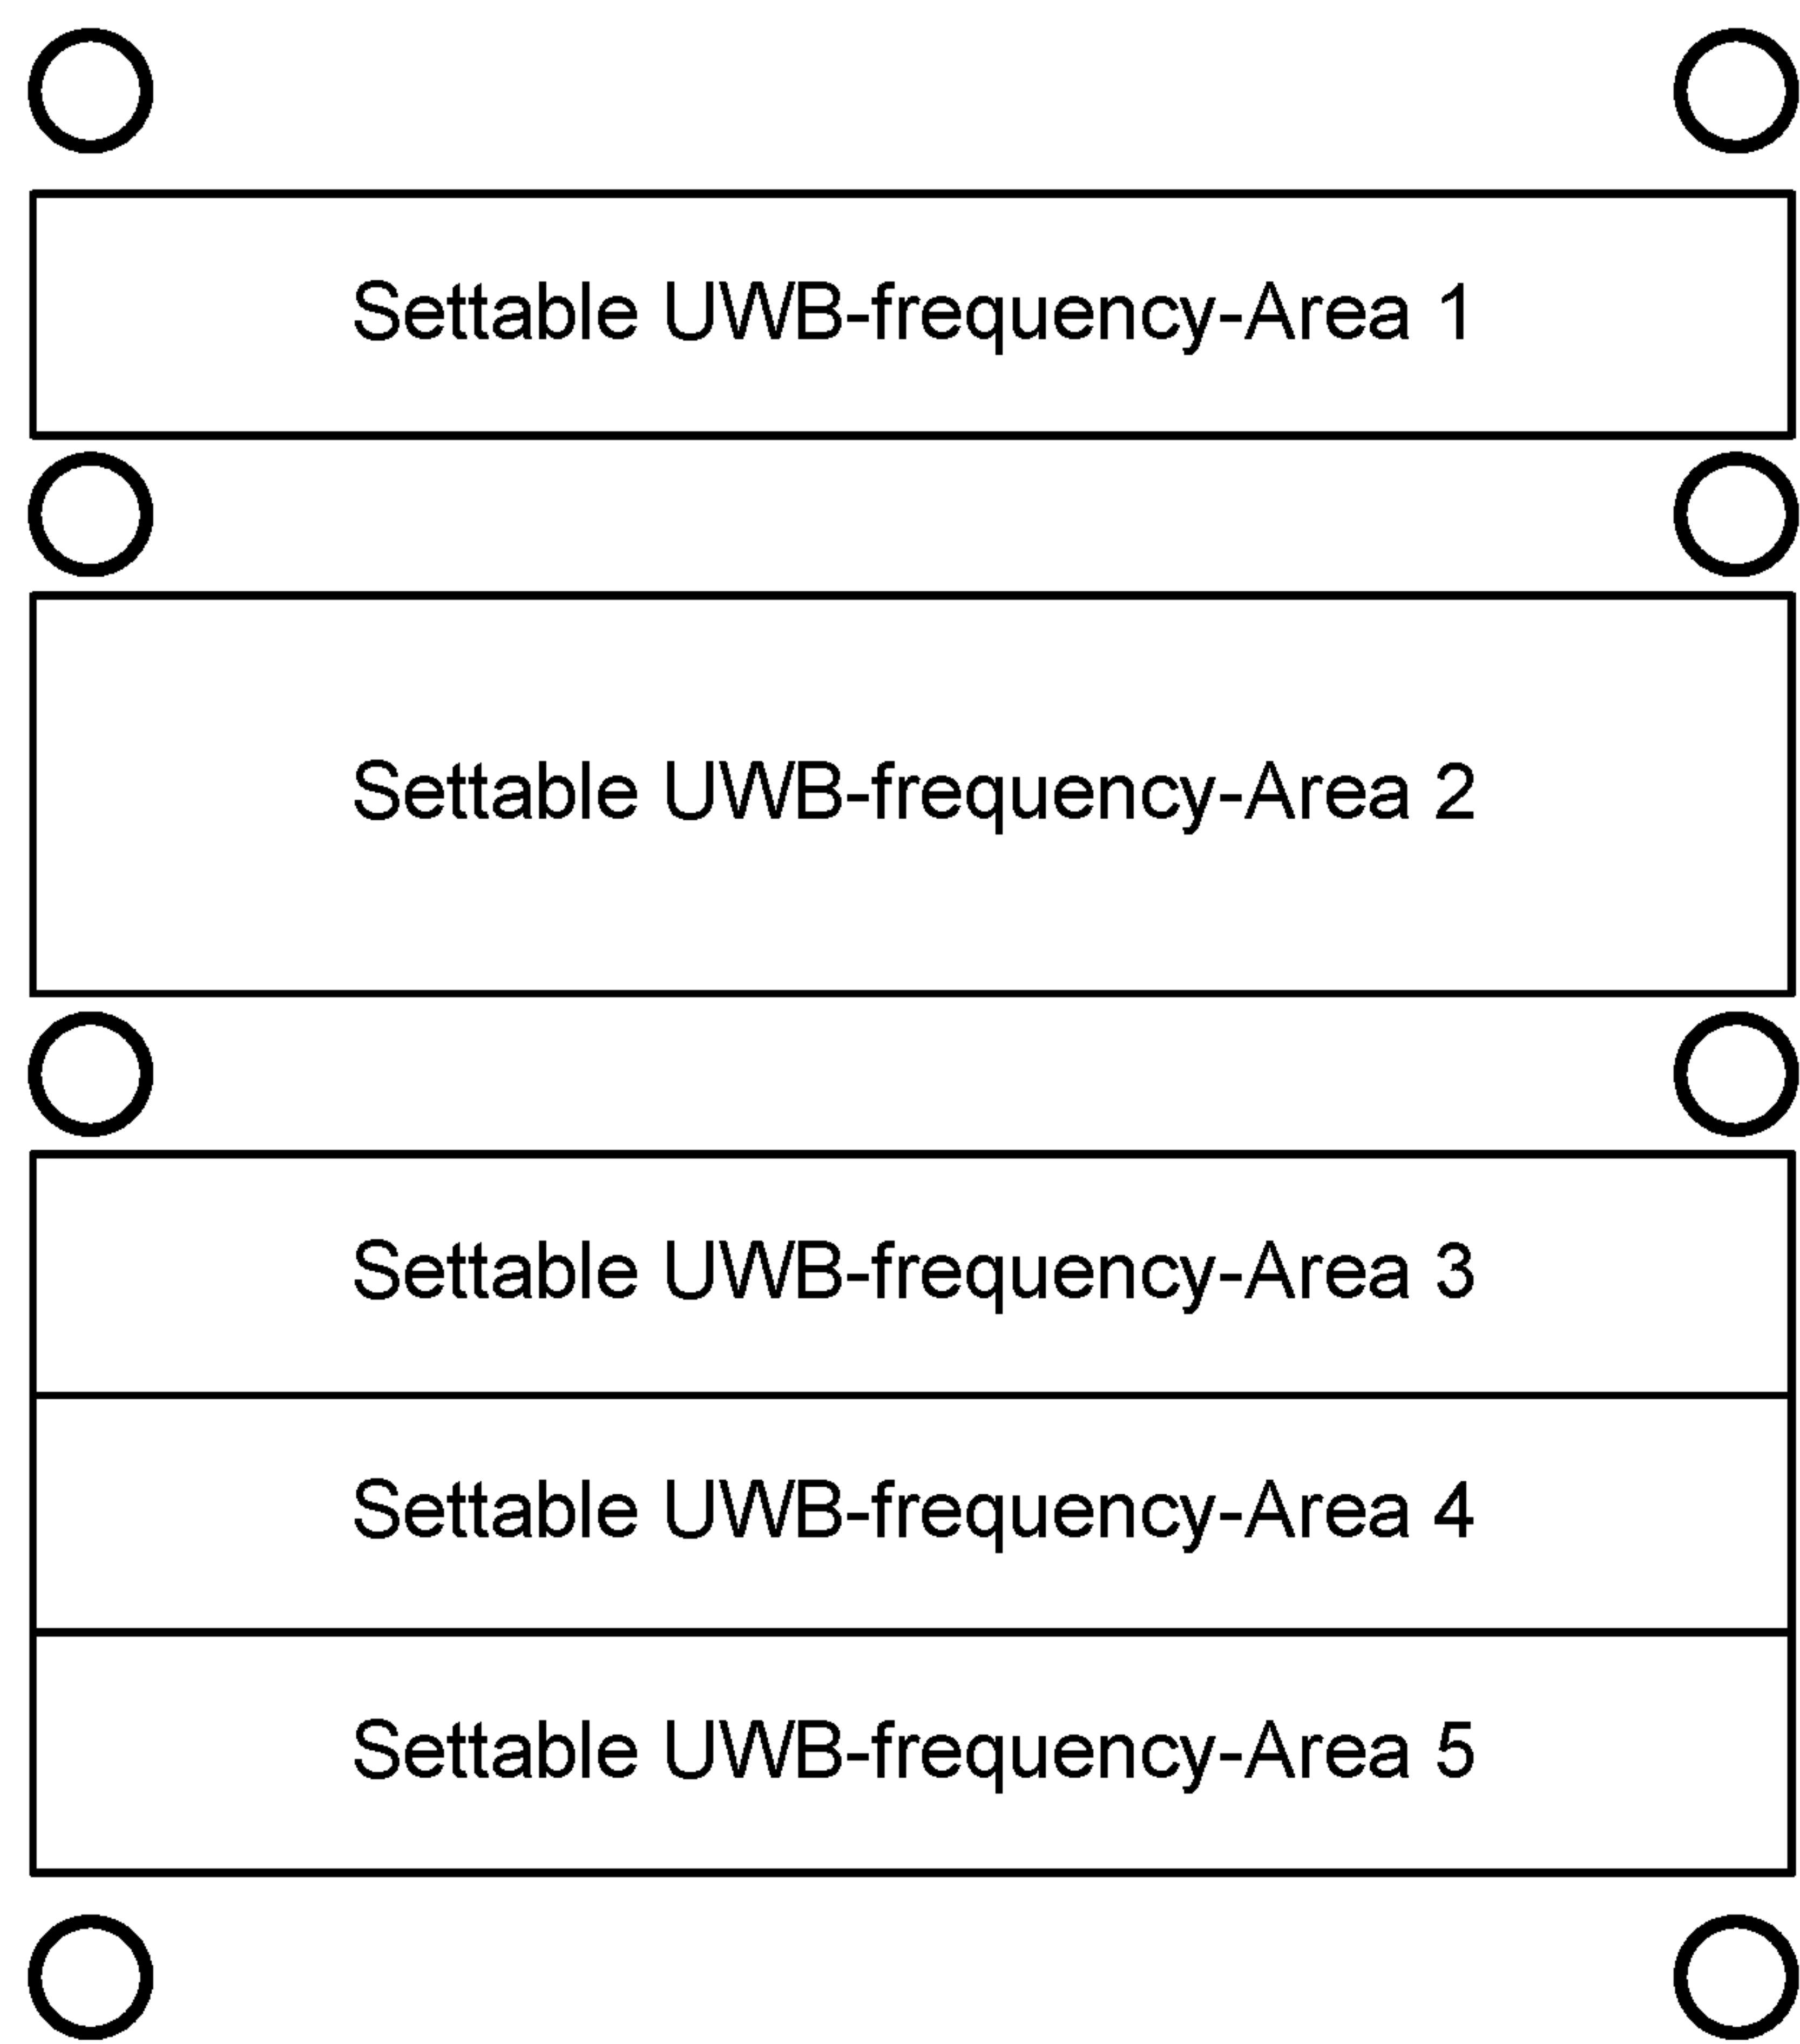 Settable UWB-frequency-Area 1
Settable UWB-frequency-Area 2
Settable UWB-frequency-Area 3
Settable UWB-frequency-Area 4
Settable UWB-frequency-Area 5